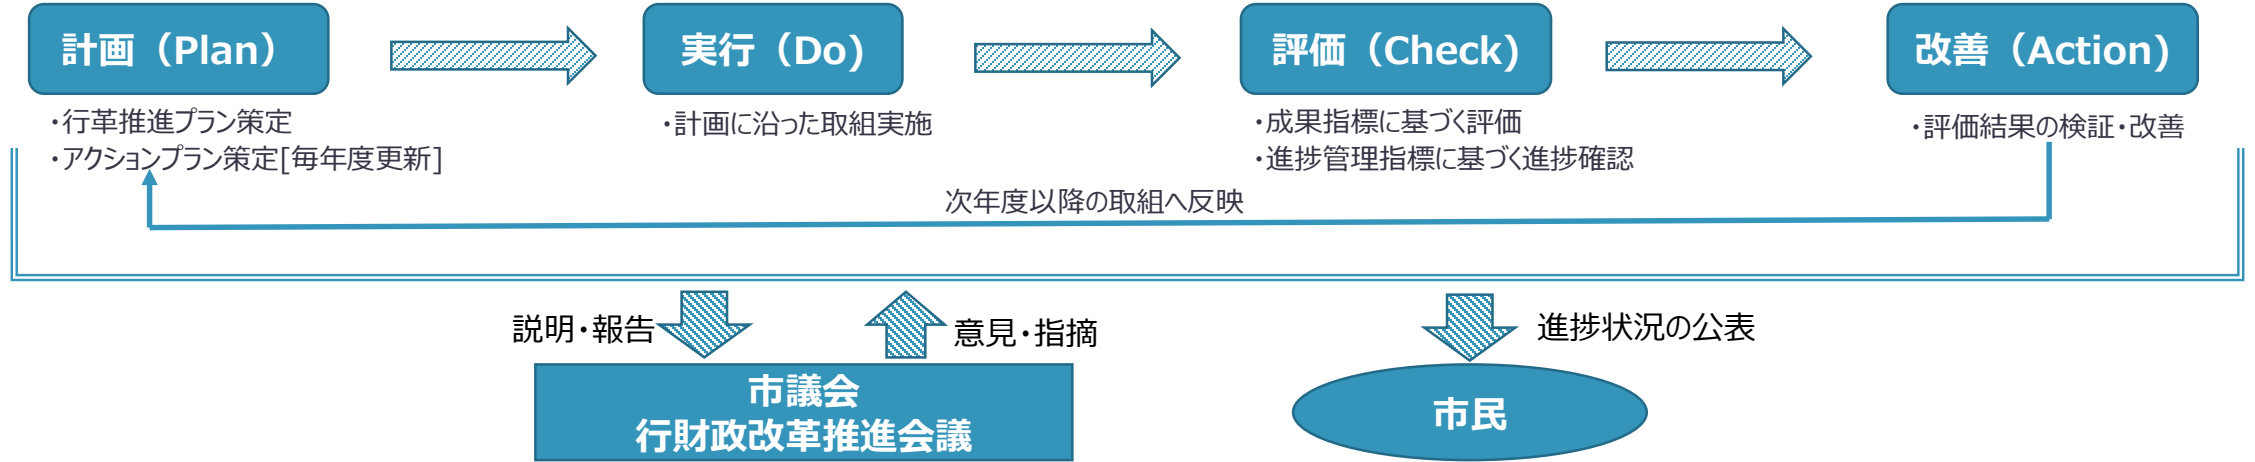 計画（Plan）
実行（Do）
評価（Check）
改善（Action）
・行革推進プラン策定
・アクションプラン策定[毎年度更新]
・計画に沿った取組実施
・成果指標に基づく評価
・進捗管理指標に基づく進捗確認
・評価結果の検証・改善
次年度以降の取組へ反映
説明・報告
意見・指摘
進捗状況の公表
市議会
行財政改革推進会議
市民